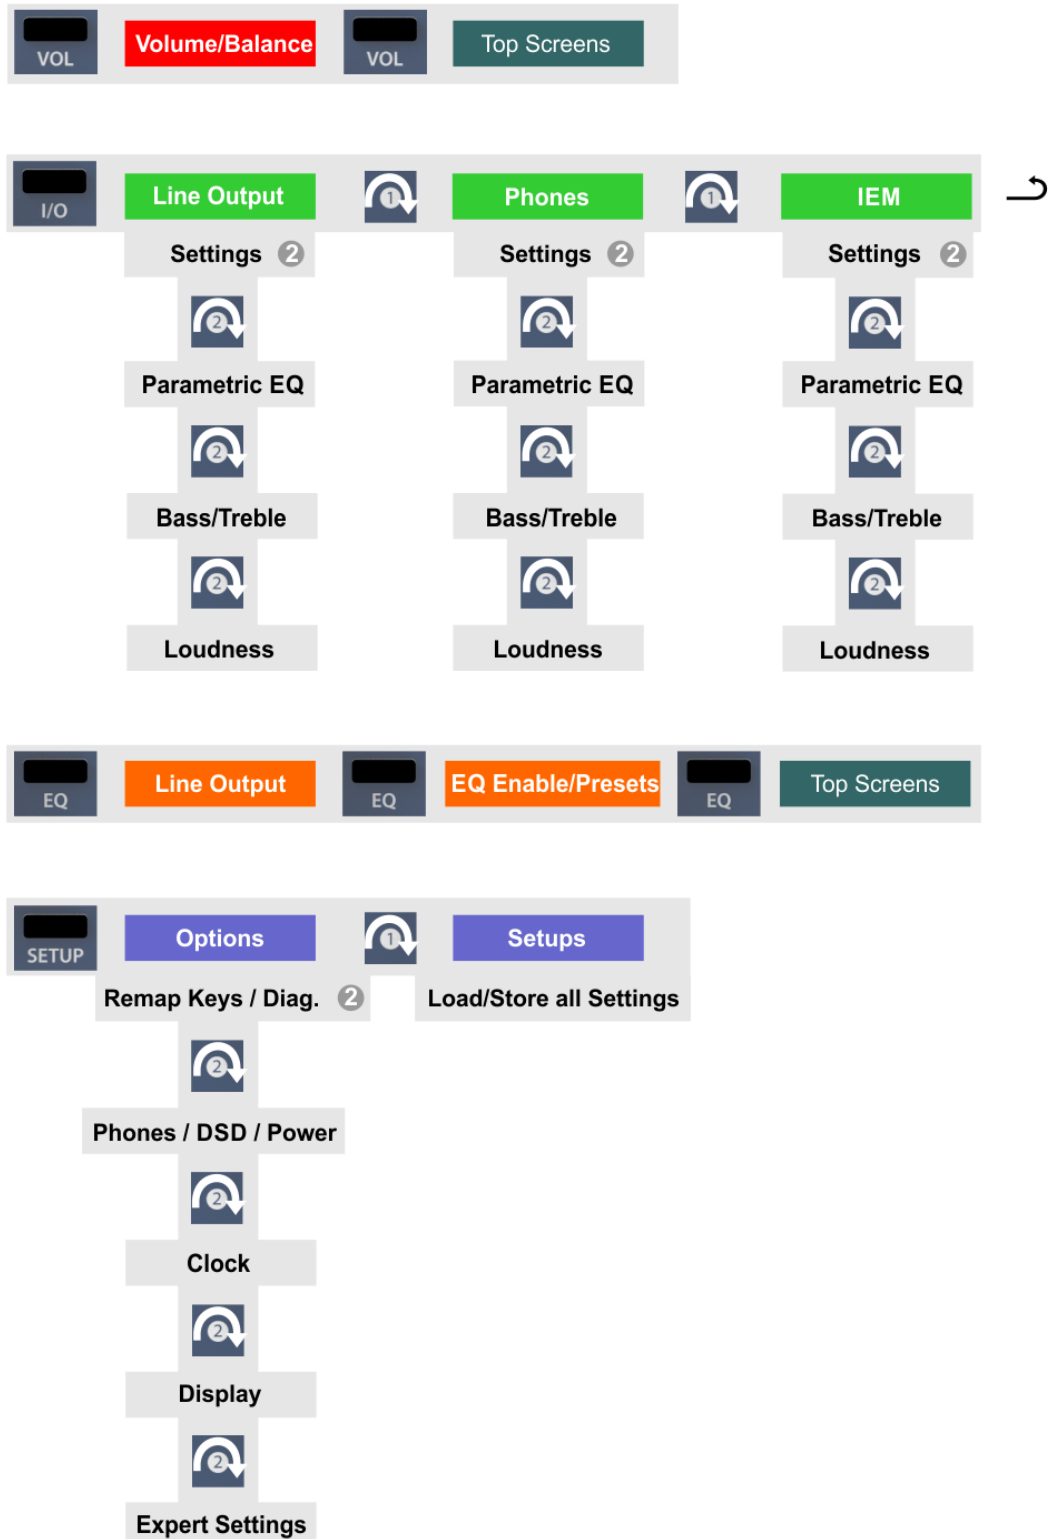 Volume/Balance Top Screens
VOL VOL
Line Output 1 Phones 1 IEM
I/O
Settings 2 Settings 2 Settings 2
2 2 2
Parametric EQ Parametric EQ Parametric EQ
2 2 2
Bass/Treble Bass/Treble Bass/Treble
2 2 2
Loudness Loudness Loudness
Line Output EQ Enable/Presets Top Screens
EQ EQ EQ
Options 1 Setups
SETUP
Remap Keys / Diag. 2 Load/Store all Settings
2
Phones / DSD / Power
2
Clock
2
Display
2
Expert Settings